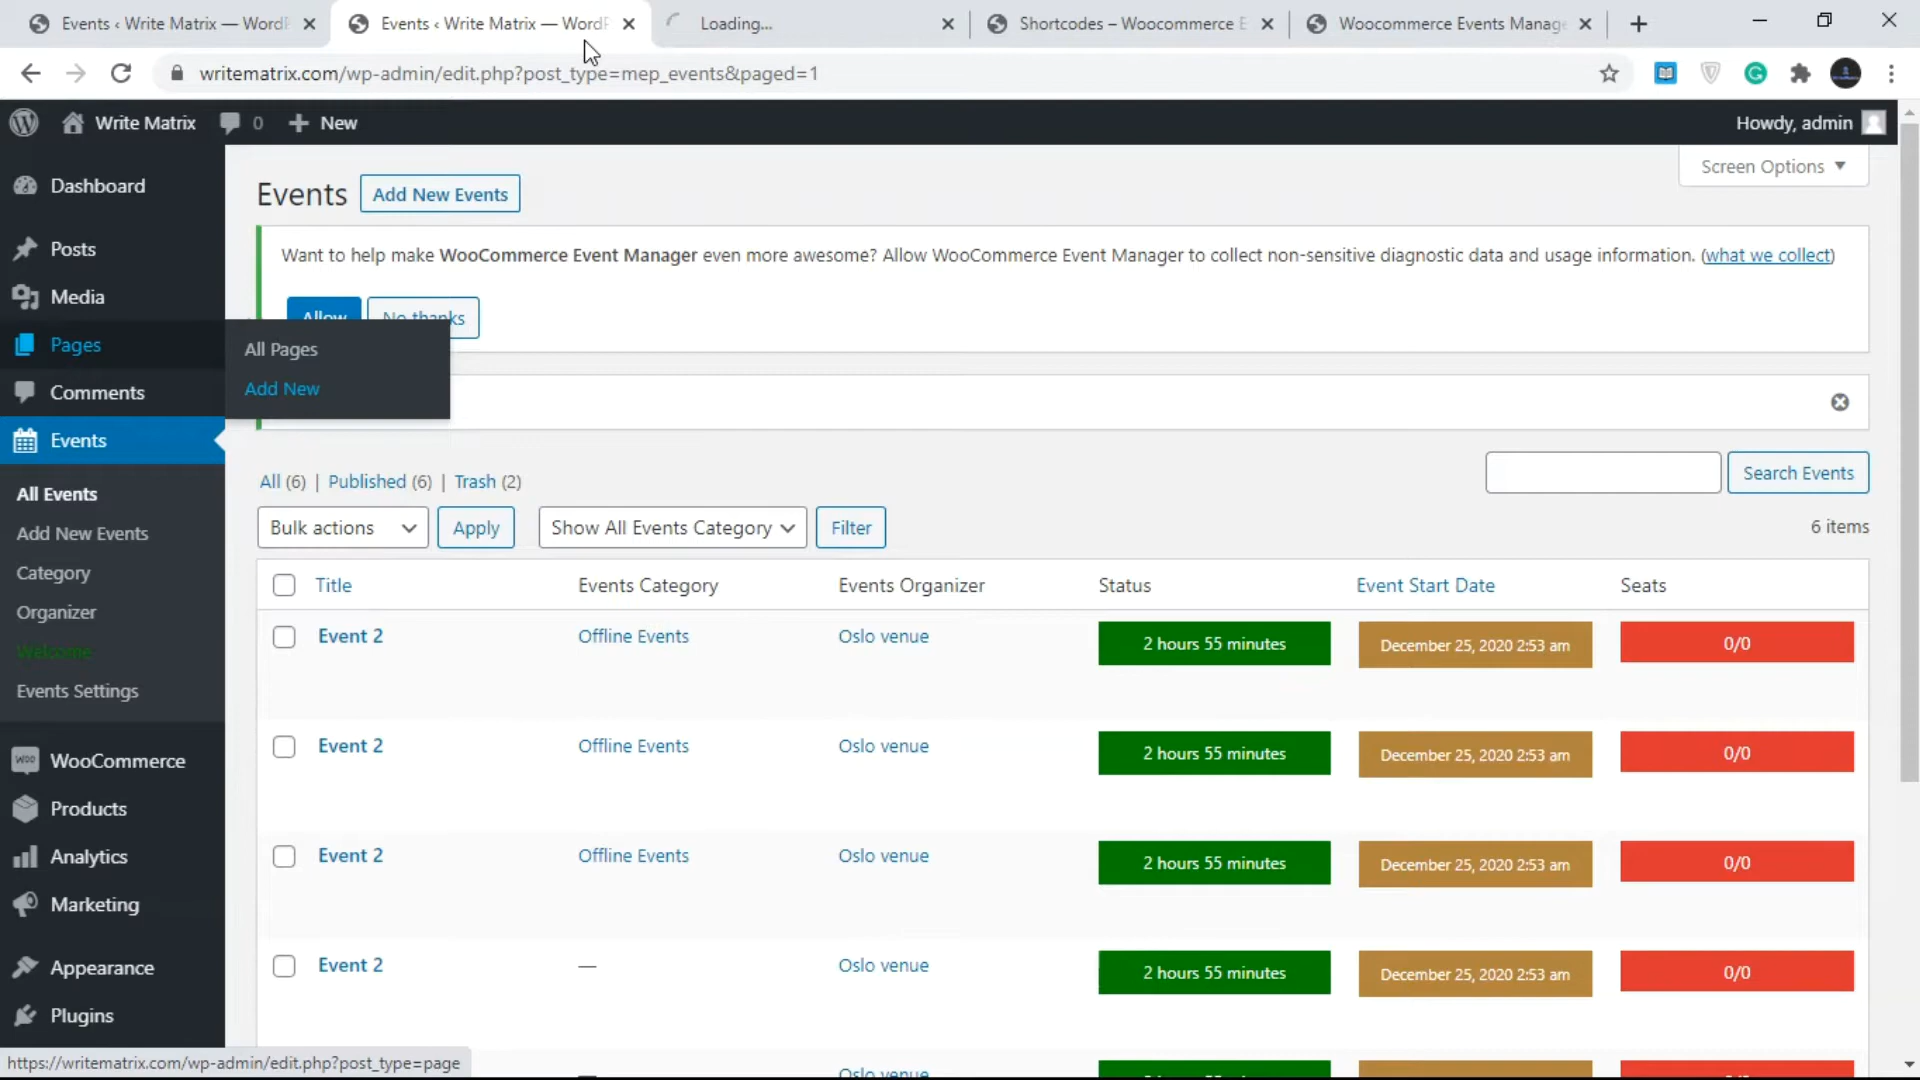 Events ‹ Write Matrix — WordP
Events ‹ Write Matrix — WordP
Loading...
Shortcodes – Woocommerce E
Woocommerce Events Manage
writematrix.com/wp-admin/edit.php?post_type=mep_events&paged=1
Write Matrix
0
New
Howdy, admin
Dashboard
Posts
Media
Pages
All Pages
Add New
Comments
Events
All Events
Add New Events
Category
Organizer
Welcome
Events Settings
WooCommerce
Products
Analytics
Marketing
Appearance
Plugins
Screen Options
Events
Add New Events
Want to help make WooCommerce Event Manager even more awesome? Allow WooCommerce Event Manager to collect non-sensitive diagnostic data and usage information. (what we collect)
Allow
No thanks
All (6) | Published (6) | Trash (2)
Search Events
Bulk actions
Apply
Show All Events Category
Filter
6 items
Title Events Category Events Organizer Status Event Start Date Seats
Event 2 Offline Events Oslo venue 2 hours 55 minutes December 25, 2020 2:53 am 0/0
Event 2 Offline Events Oslo venue 2 hours 55 minutes December 25, 2020 2:53 am 0/0
Event 2 Offline Events Oslo venue 2 hours 55 minutes December 25, 2020 2:53 am 0/0
Event 2 — Oslo venue 2 hours 55 minutes December 25, 2020 2:53 am 0/0
— Oslo venue
https://writematrix.com/wp-admin/edit.php?post_type=page